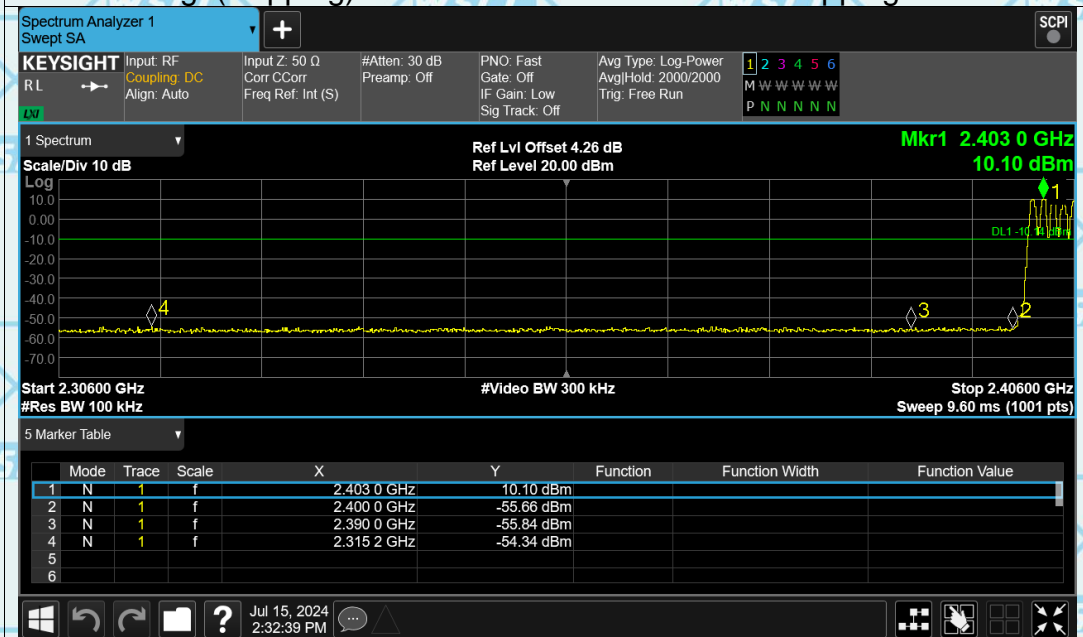 Spectrum Analyzer 1
Swept SA
+
SCPI
KEYSIGHT Input: RF Input Z: 50 Ω #Atten: 30 dB PNO: Fast Avg Type: Log-Power 1 2 3 4 5 6
R L Coupling: DC Corr CCorr Preamp: Off Gate: Off Avg|Hold: 2000/2000 M W W W W W
Align: Auto Freq Ref: Int (S) IF Gain: Low Trig: Free Run
LXI Sig Track: Off P N N N N N
1 Spectrum Ref Lvl Offset 4.26 dB Mkr1 2.403 0 GHz
Scale/Div 10 dB Ref Level 20.00 dBm 10.10 dBm
Log
1
10.0
0.00
DL1 -10.14 dBm
-10.0
-20.0
-30.0
-40.0
4 3 2
-50.0
-60.0
-70.0
Start 2.30600 GHz #Video BW 300 kHz Stop 2.40600 GHz
#Res BW 100 kHz Sweep 9.60 ms (1001 pts)
5 Marker Table
Mode Trace Scale X Y Function Function Width Function Value
1 N 1 f 2.403 0 GHz 10.10 dBm
2 N 1 f 2.400 0 GHz -55.66 dBm
3 N 1 f 2.390 0 GHz -55.84 dBm
4 N 1 f 2.315 2 GHz -54.34 dBm
5
6
? Jul 15, 2024
2:32:39 PM